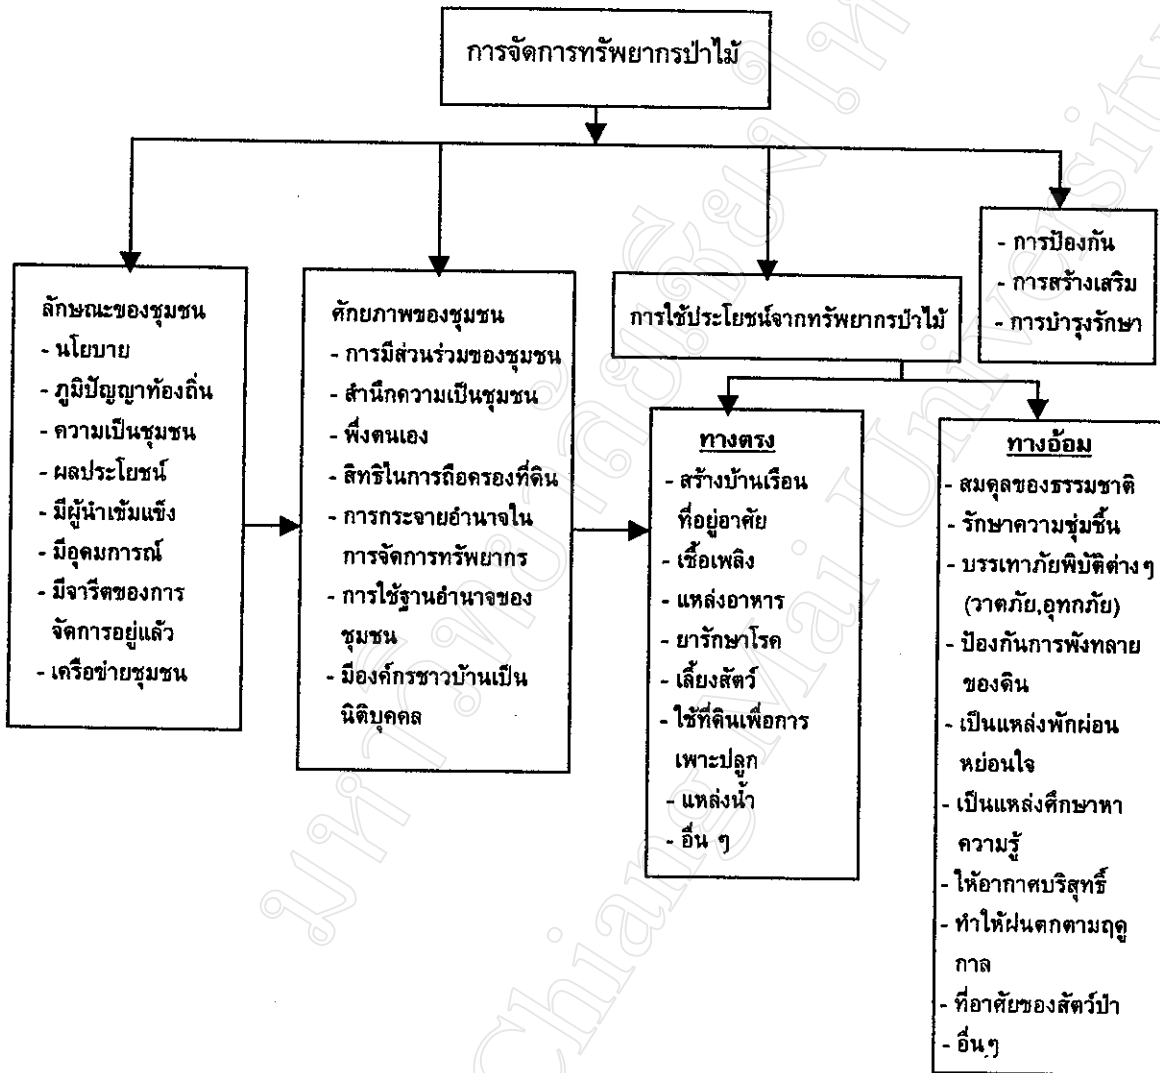 การจัดการทรัพยากรป่าไม้
ลักษณะของชุมชน
- นโยบาย
- ภูมิปัญญาท้องถิ่น
- ความเป็นชุมชน
- ผลประโยชน์
- มีผู้นำเข้มแข็ง
- มีอุดมการณ์
- มีจารีตของการ
จัดการอยู่แล้ว
- เครือข่ายชุมชน
ศักยภาพของชุมชน
- การมีส่วนร่วมของชุมชน
- สำนึกความเป็นชุมชน
- พึ่งตนเอง
- สิทธิในการถือครองที่ดิน
- การกระจายอำนาจใน
การจัดการทรัพยากร
- การใช้ฐานอำนาจของ
ชุมชน
- มีองค์กรชาวบ้านเป็น
นิติบุคคล
การใช้ประโยชน์จากทรัพยากรป่าไม้
- การป้องกัน
- การสร้างเสริม
- การบำรุงรักษา
ทางตรง
- สร้างบ้านเรือน
ที่อยู่อาศัย
- เชื้อเพลิง
- แหล่งอาหาร
- ยารักษาโรค
- เลี้ยงสัตว์
- ใช้ที่ดินเพื่อการ
เพาะปลูก
- แหล่งน้ำ
- อื่น ๆ
ทางอ้อม
- สมดุลของธรรมชาติ
- รักษาความชุ่มชื้น
- บรรเทาภัยพิบัติต่างๆ
(วาตภัย,อุทกภัย)
- ป้องกันการพังทลาย
ของดิน
- เป็นแหล่งพักผ่อน
หย่อนใจ
- เป็นแหล่งศึกษาหา
ความรู้
- ให้อากาศบริสุทธิ์
- ทำให้ฝนตกตามฤดู
กาล
- ที่อาศัยของสัตว์ป่า
- อื่นๆ
มหาวิทยาลัยเชียงให
Chiang Mai University